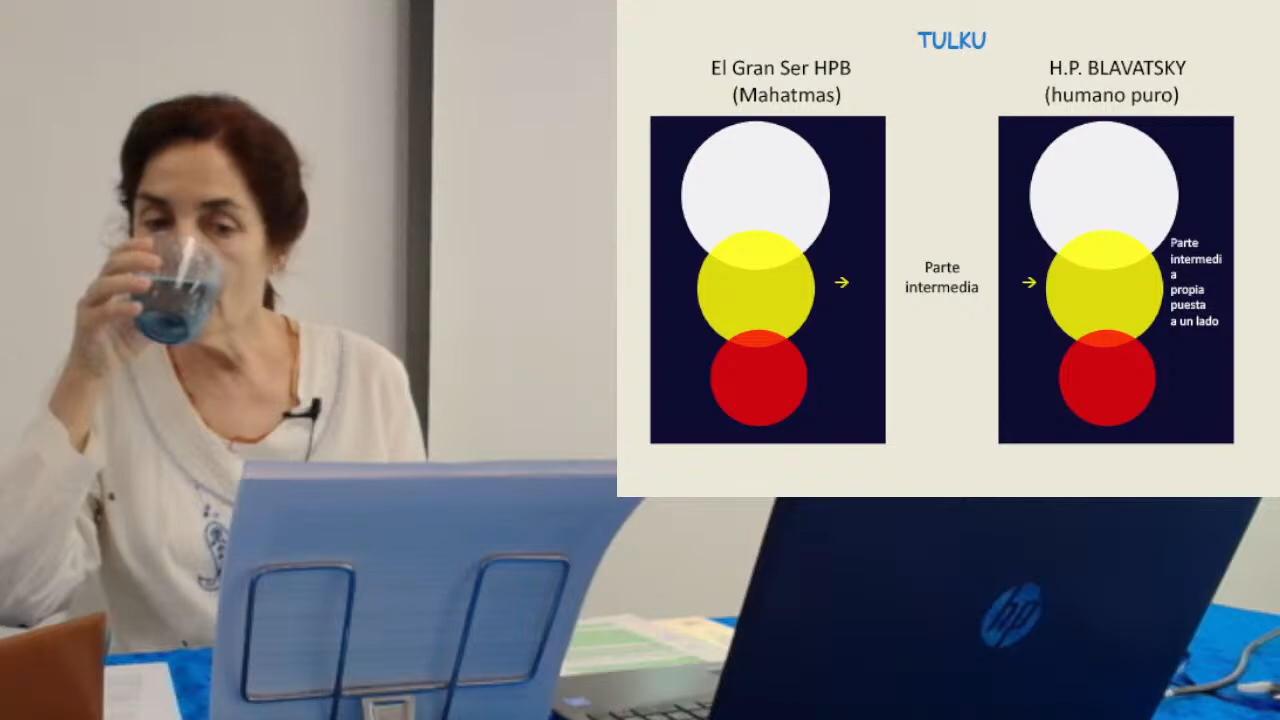 TULKU
El Gran Ser HPB
(Mahatmas)
H.P. BLAVATSKY
(humano puro)
Parte
intermedia
Parte
intermedi
a
propia
puesta
a un lado
hp